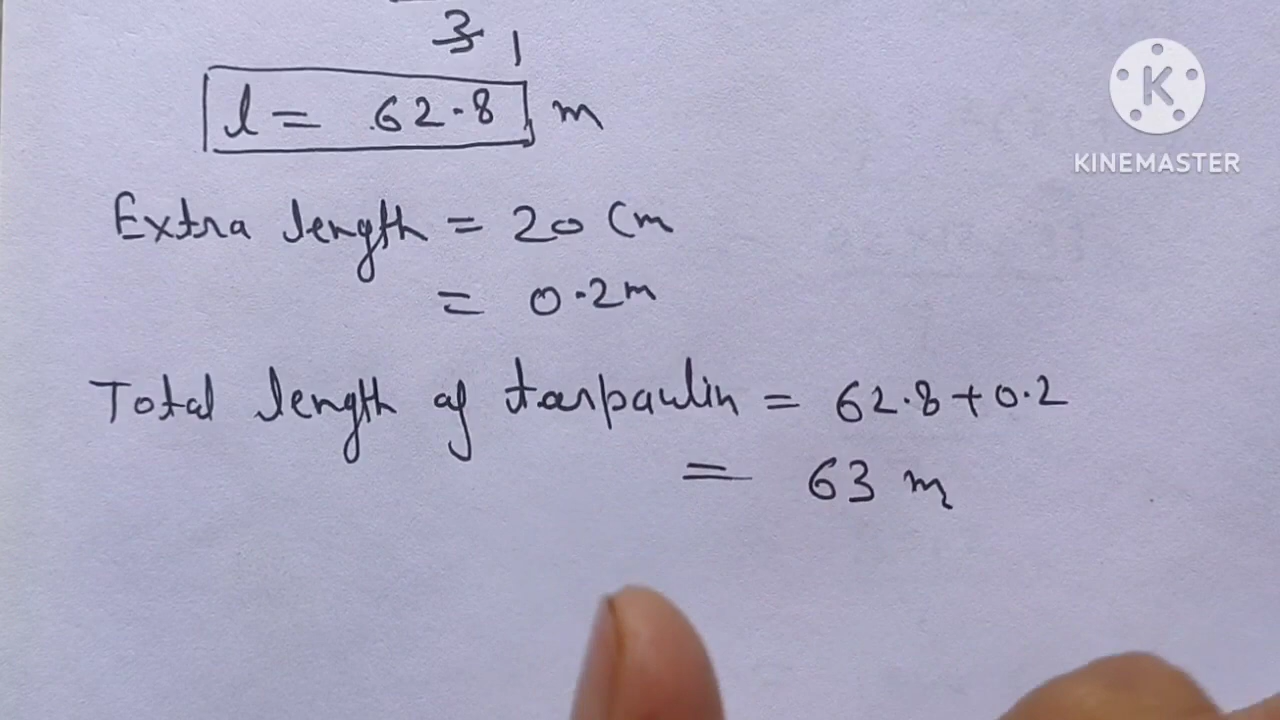 3 1
l = 62.8 m
Extra length = 20 Cm
= 0.2m
Total length of tarpaulin = 62.8 + 0.2
= 63 m
K
KINEMASTER